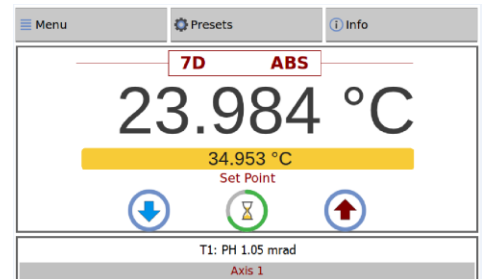 Menu Presets Info
7D ABS
23.984 °C
34.953 °C
Set Point
T1: PH 1.05 mrad
Axis 1